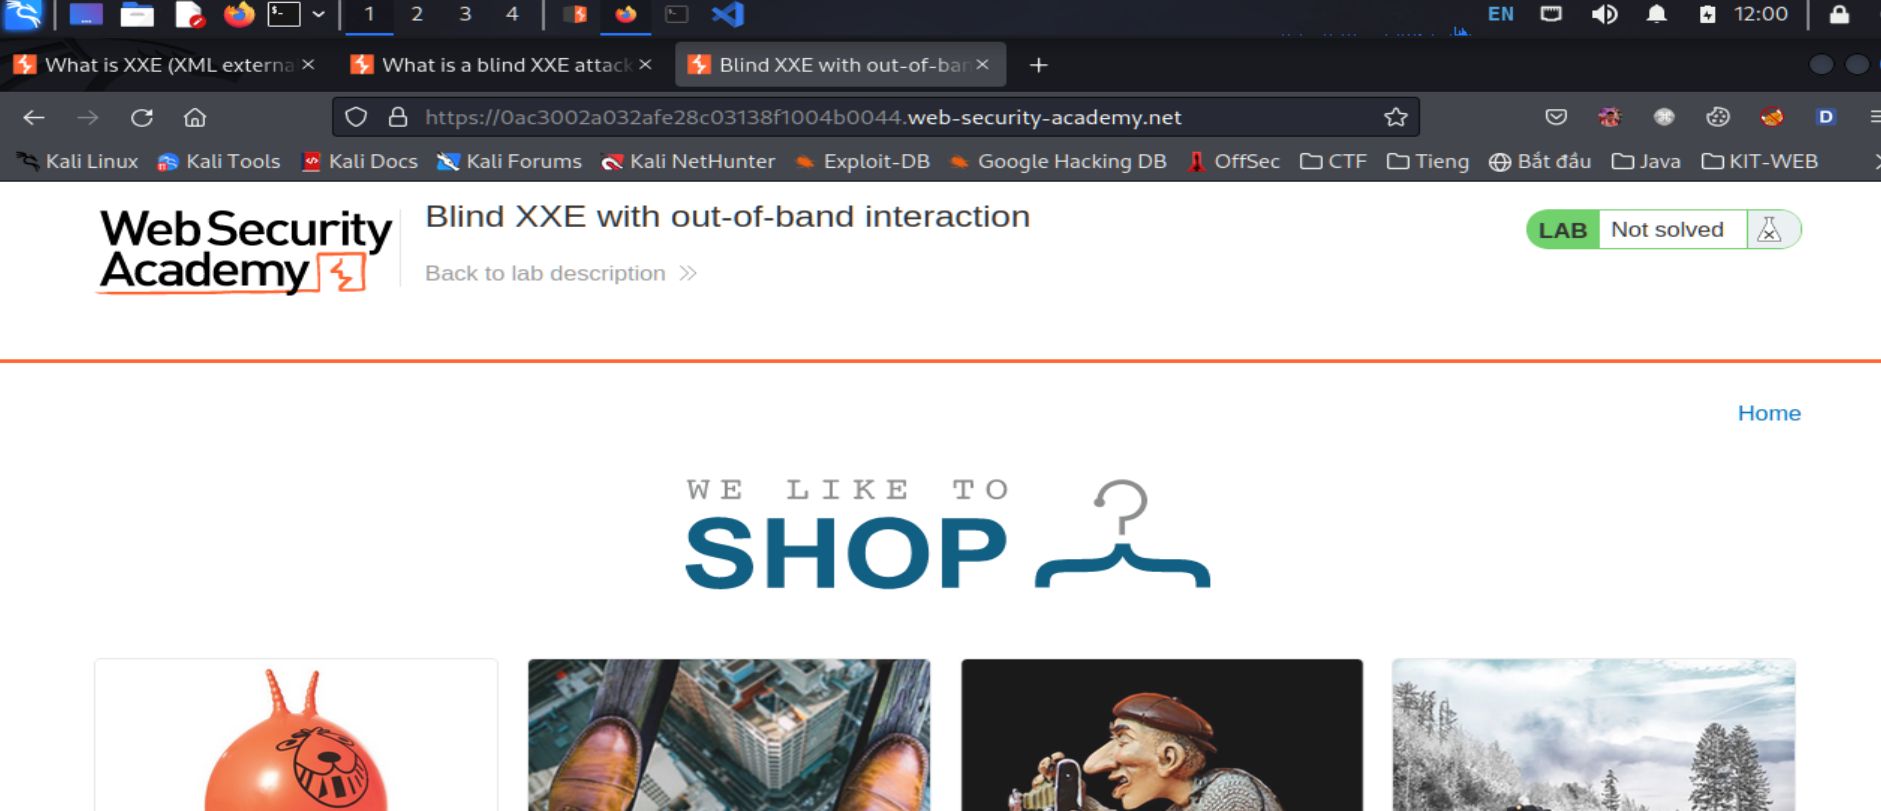 1 2 3 4 EN 12:00
What is XXE (XML externa What is a blind XXE attack Blind XXE with out-of-ban
https://0ac3002a032afe28c03138f1004b0044.web-security-academy.net D
Kali Linux Kali Tools Kali Docs Kali Forums Kali NetHunter Exploit-DB Google Hacking DB OffSec CTF Tieng Bắt đầu Java KIT-WEB
Web Security
Academy
Blind XXE with out-of-band interaction
Back to lab description
LAB Not solved
Home
WE LIKE TO
SHOP